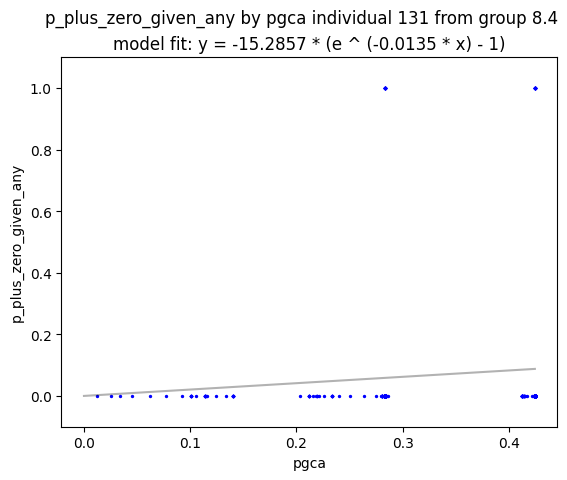 p_plus_zero_given_any by pgca individual 131 from group 8.4
model fit: y = -15.2857 * (e ^ (-0.0135 * x) - 1)
1.0
0.8
0.6
0.4
0.2
0.0
p_plus_zero_given_any
0.0 0.1 0.2 0.3 0.4
pgca